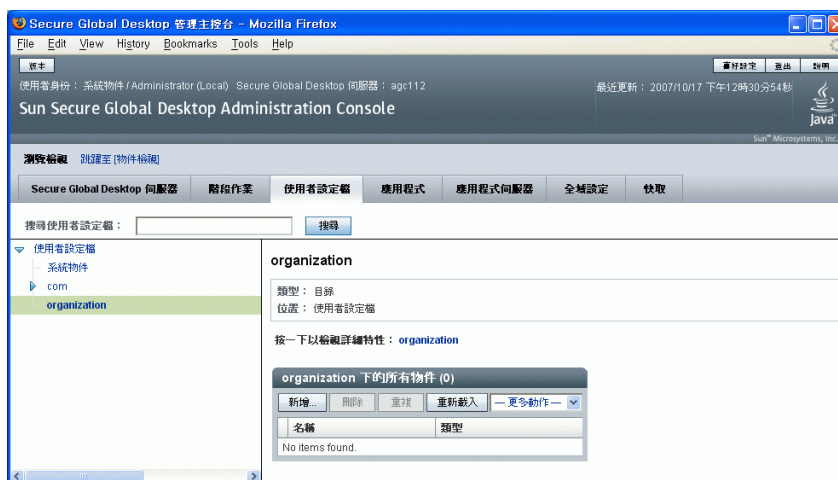 Secure Global Desktop 管理主控台 - Mozilla Firefox
File Edit View History Bookmarks Tools Help
版本 喜好設定 登出 說明
使用者身份： 系統物件/Administrator (Local) Secure Global Desktop 伺服器： agc112 最近更新： 2007/10/17 下午12時30分54秒
Sun Secure Global Desktop Administration Console
Java™
Sun™ Microsystems, Inc.
瀏覽檢視 跳躍至 [物件檢視]
Secure Global Desktop 伺服器 階段作業 使用者設定檔 應用程式 應用程式伺服器 全域設定 快取
搜尋使用者設定檔： 搜尋
使用者設定檔
系統物件
com
organization
organization
類型： 目錄
位置： 使用者設定檔
按一下以檢視詳細特性： organization
organization 下的所有物件 (0)
新增... 刪除 重複 重新載入 — 更多動作 —
名稱 類型
No items found.